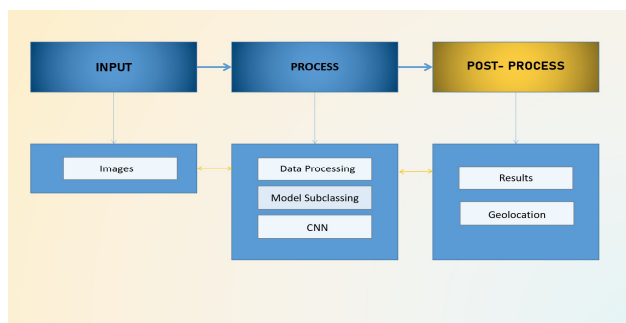 INPUT
PROCESS
POST- PROCESS
Images
Data Processing
Model Subclassing
CNN
Results
Geolocation